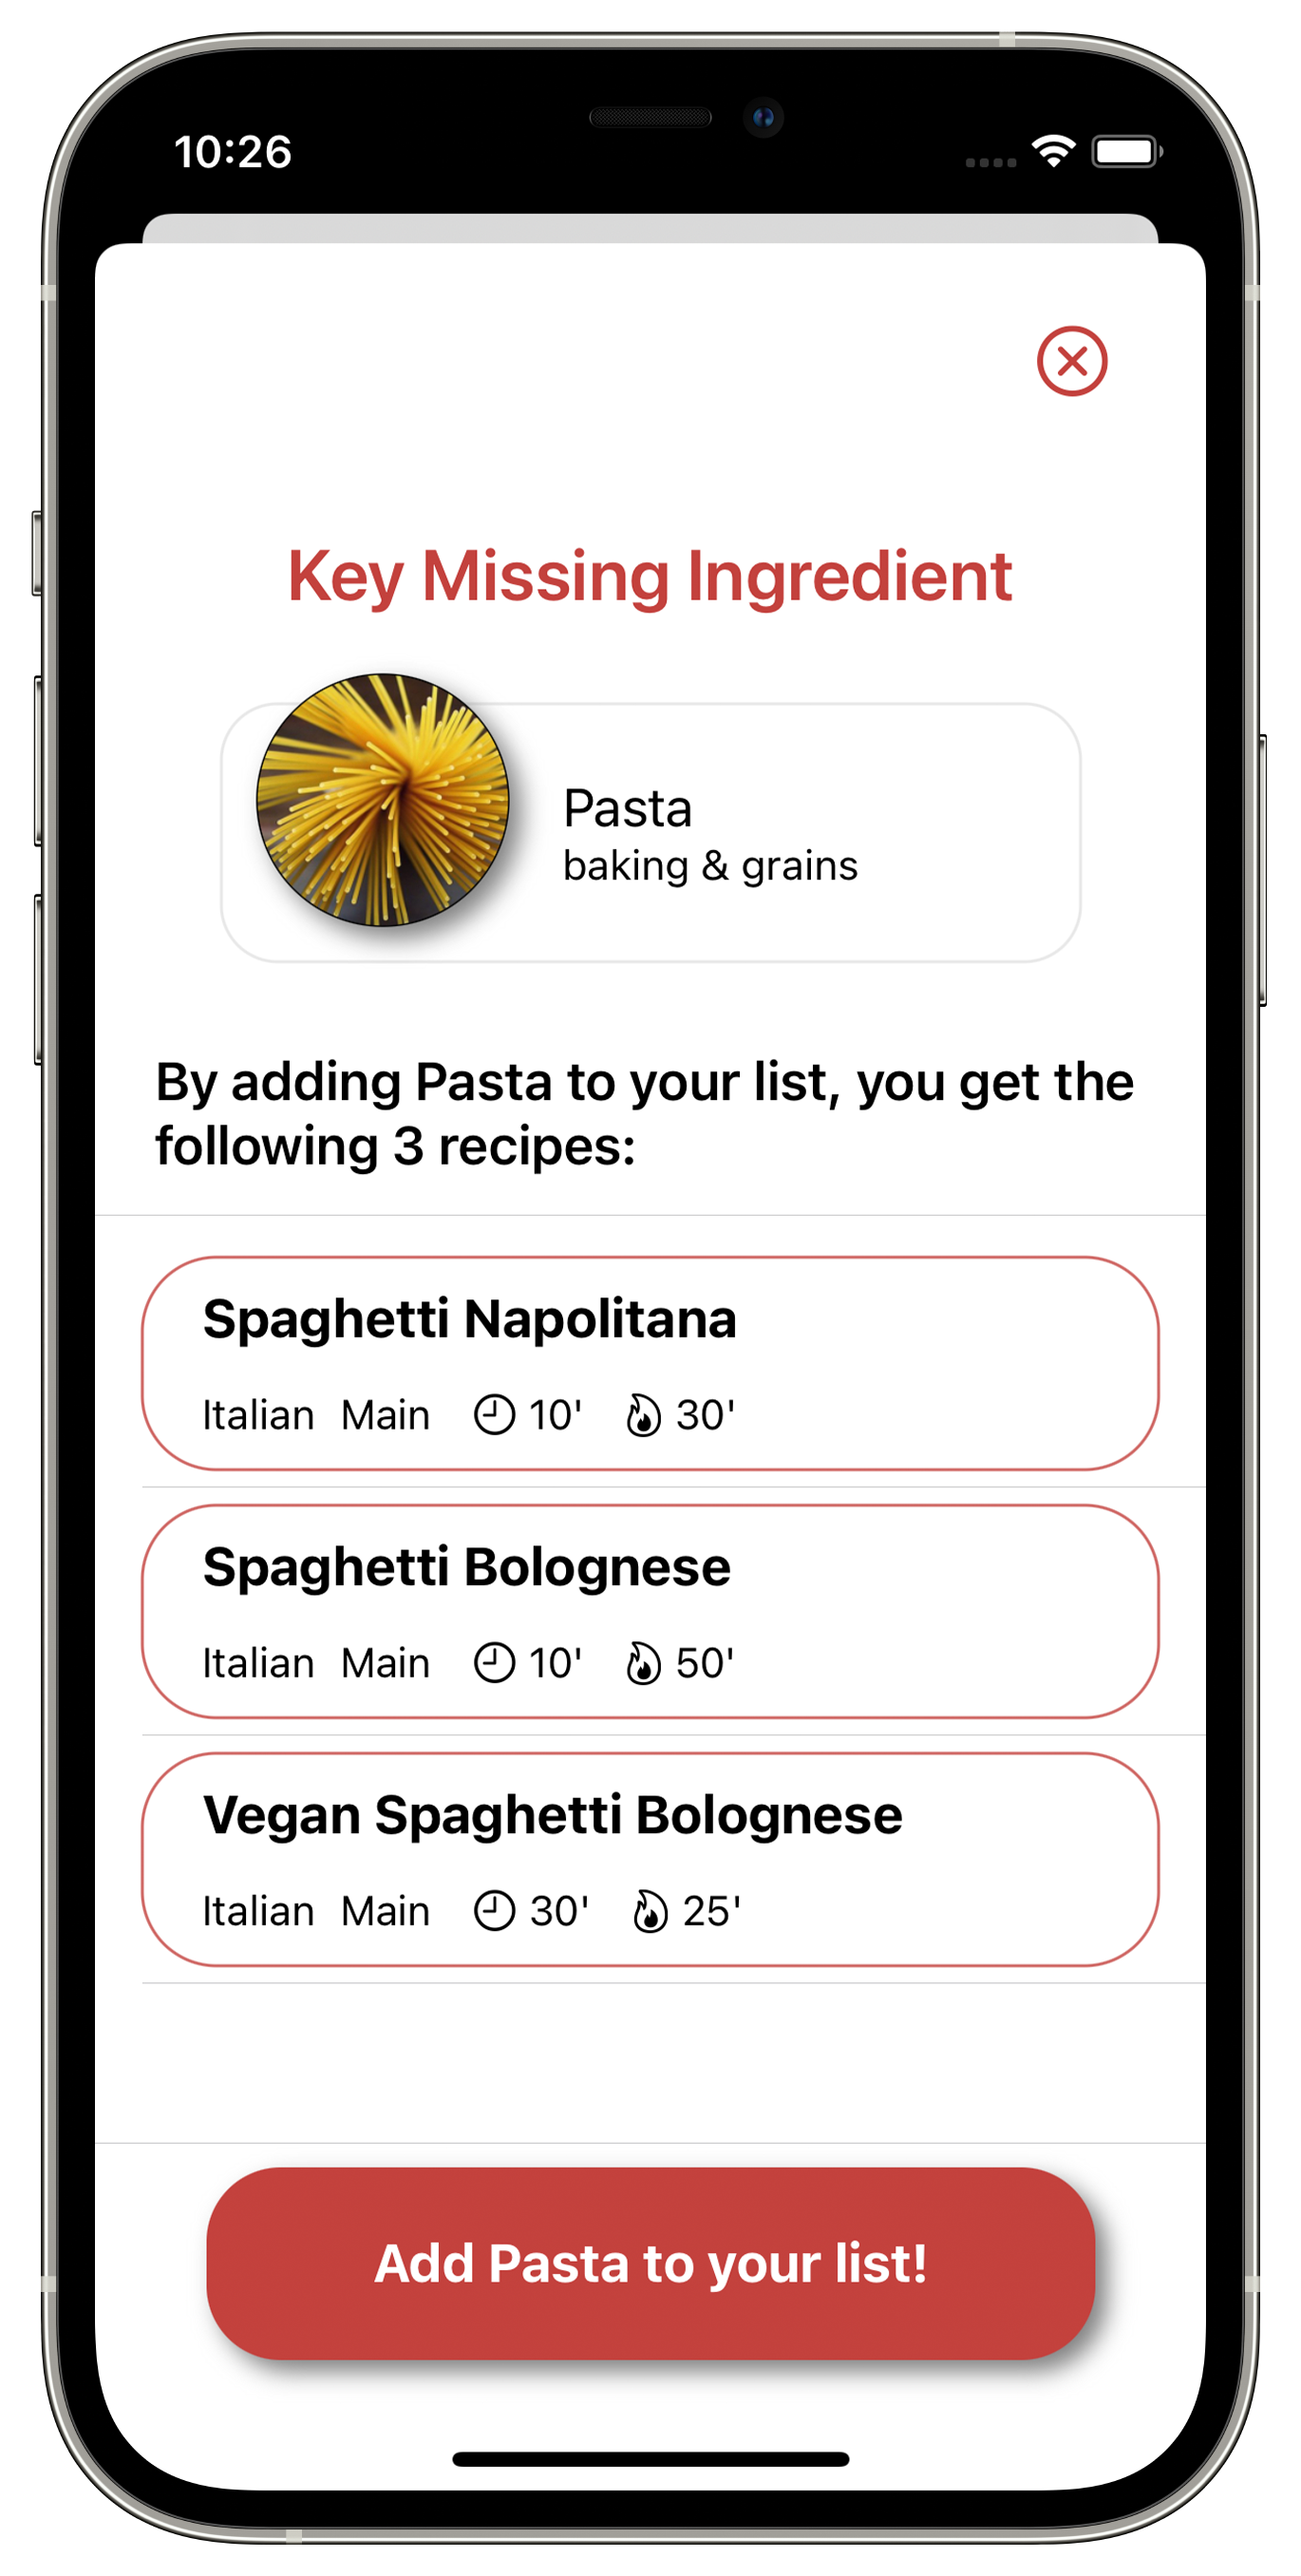 10:26
Key Missing Ingredient
Pasta
baking & grains
By adding Pasta to your list, you get the
following 3 recipes:
Spaghetti Napolitana
Italian Main 10' 30'
Spaghetti Bolognese
Italian Main 10' 50'
Vegan Spaghetti Bolognese
Italian Main 30' 25'
Add Pasta to your list!